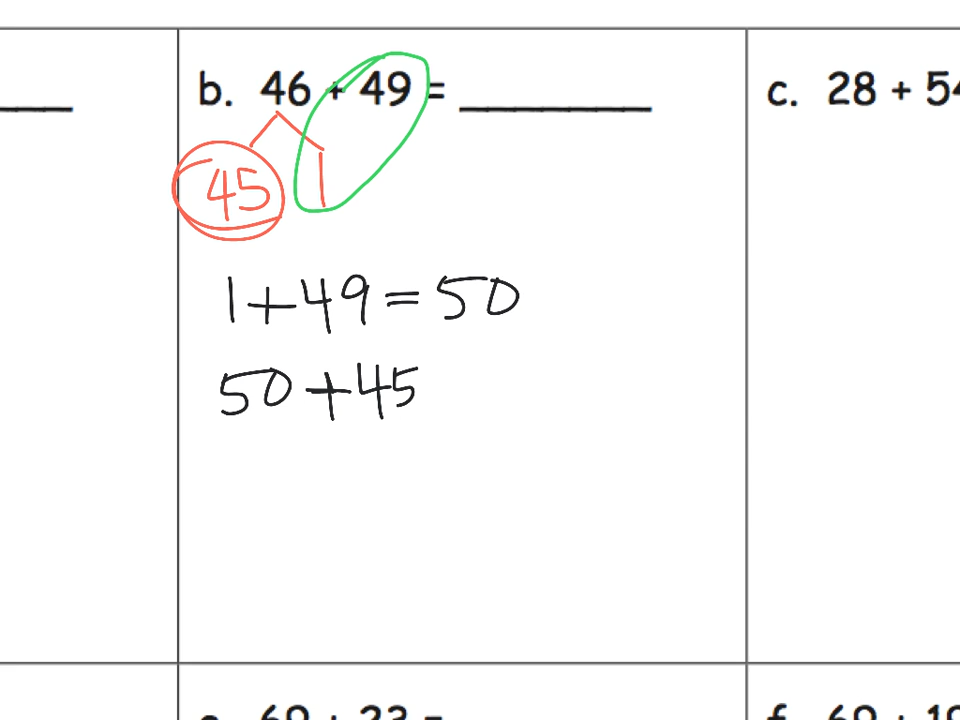 b. 46 + 49 = ________
c. 28 + 54
45 1
1 + 49 = 50
50 + 45